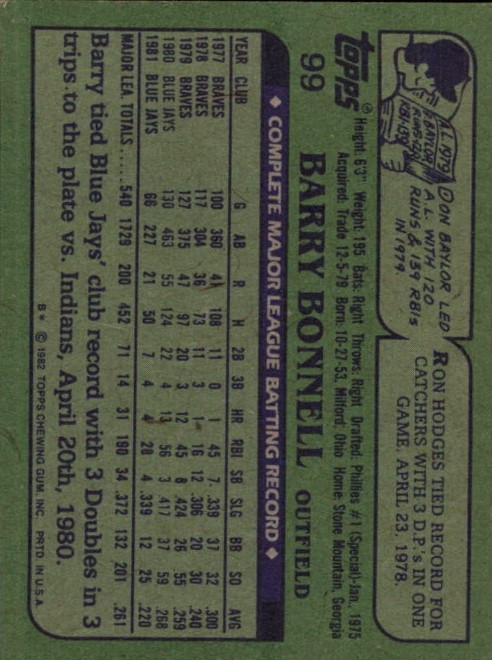 A.L. 1979
BAYLOR
RUNS-120
RBI-139
DON BAYLOR LED
A.L. WITH 120
RUNS & 139 RBIS
IN 1979.
RON HODGES TIED RECORD FOR
CATCHERS WITH 3 D.P.'s IN ONE
GAME, APRIL 23, 1978.
topps® Height: 6'3" Weight: 195 Bats: Right Throws: Right Drafted: Phillies #1 (Special)-Jan, 1975
Acquired: Trade 12-5-79 Born: 10-27-53, Milford, Ohio Home: Stone Mountain, Georgia
99 BARRY BONNELL OUTFIELD
◆ COMPLETE MAJOR LEAGUE BATTING RECORD ◆
YEAR CLUB G AB R H 2B 3B HR RBI SB SLG BB SO AVG
1977 BRAVES 100 360 41 108 11 0 1 45 7 .339 37 32 .300
1978 BRAVES 117 304 36 73 11 3 1 16 12 .306 20 30 .240
1979 BRAVES 127 375 47 97 20 3 12 45 8 .424 26 55 .259
1980 BLUE JAYS 130 463 55 124 22 4 13 56 3 .417 37 59 .268
1981 BLUE JAYS 66 227 21 50 7 4 4 28 4 .339 12 25 .220
MAJOR LEA. TOTALS ..... 540 1729 200 452 71 14 31 190 34 .372 132 201 .261
Barry tied Blue Jays' club record with 3 Doubles in 3
trips to the plate vs. Indians, April 20th, 1980.
B* © 1982 TOPPS CHEWING GUM, INC. PRTD. IN U.S.A.